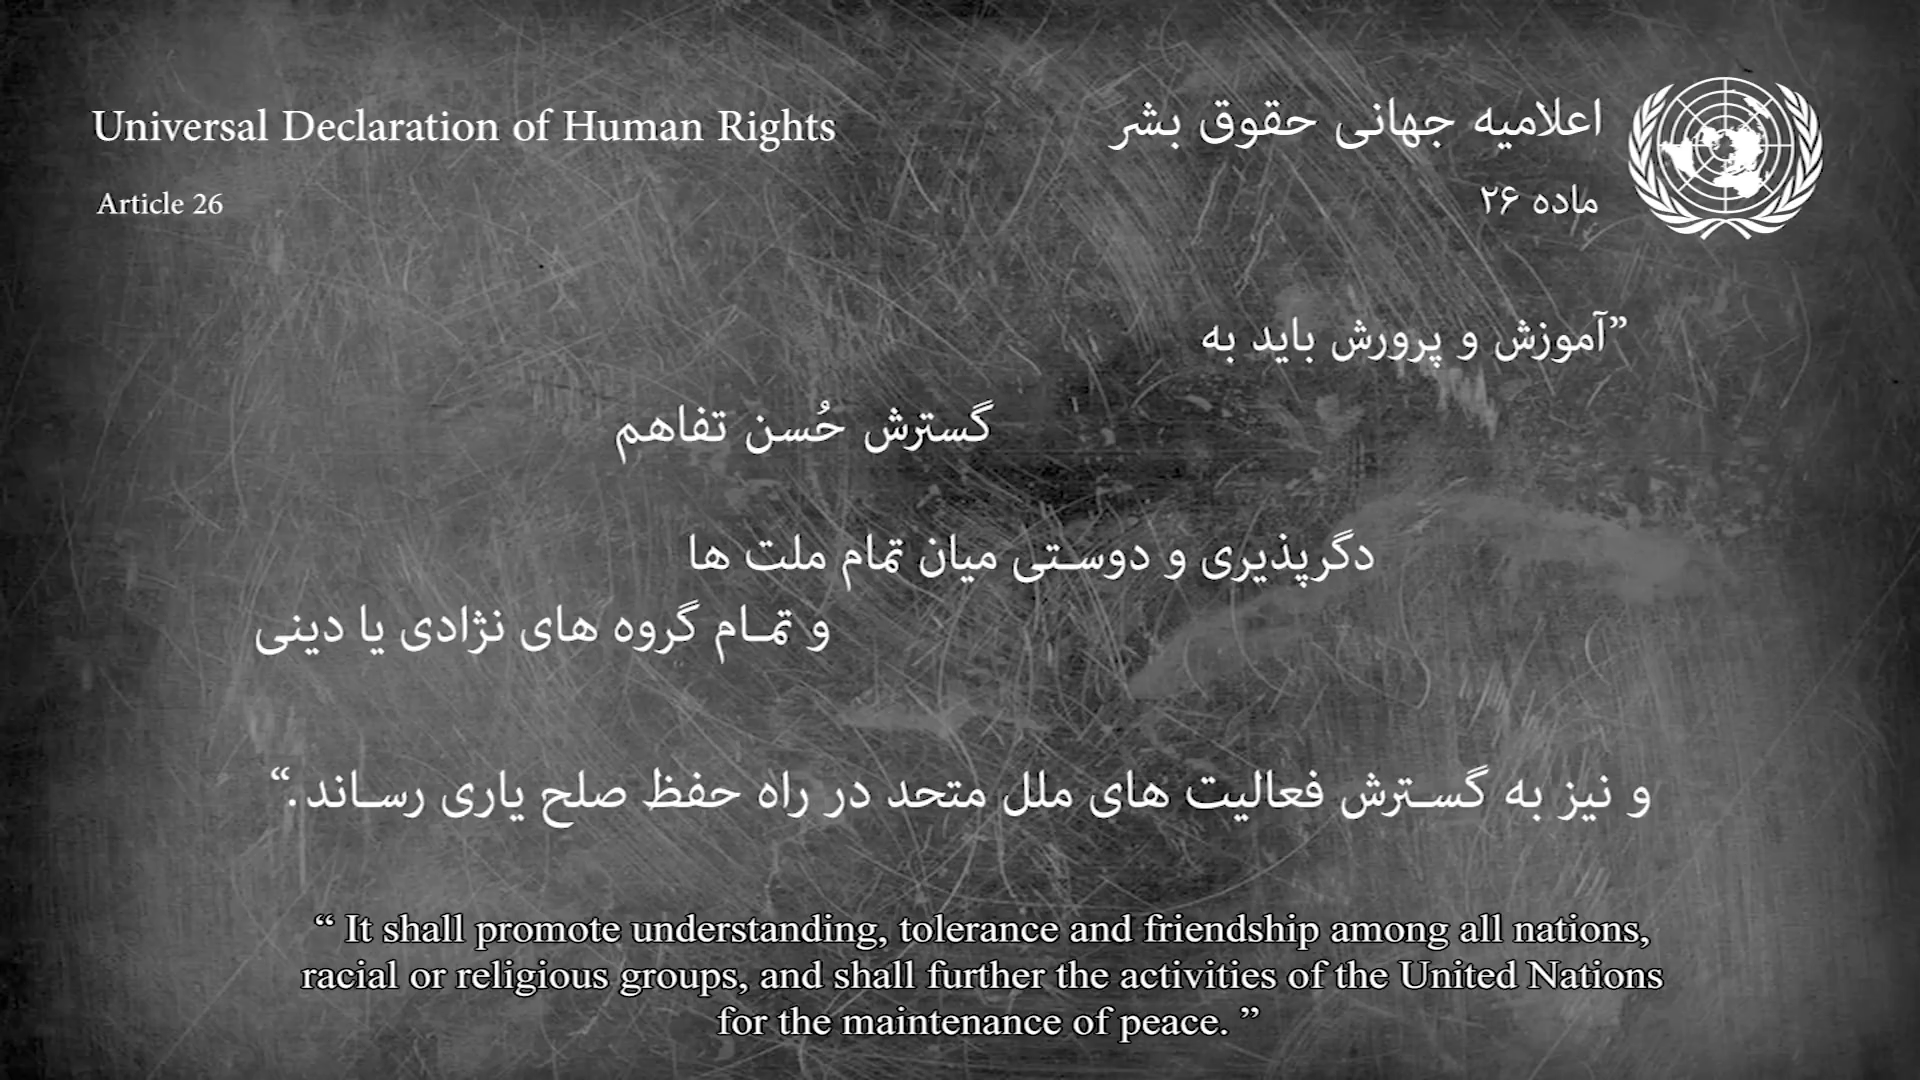 Universal Declaration of Human Rights
اعلامیه جهانی حقوق بشر
Article 26
ماده ۲۶
”آموزش و پرورش باید به
گسترش حُسن تفاهم
دگرپذیری و دوستی میان تمام ملت ها
و تمام گروه های نژادی یا دینی
و نیز به گسترش فعالیت های ملل متحد در راه حفظ صلح یاری رساند.“
“ It shall promote understanding, tolerance and friendship among all nations,
racial or religious groups, and shall further the activities of the United Nations
for the maintenance of peace. ”